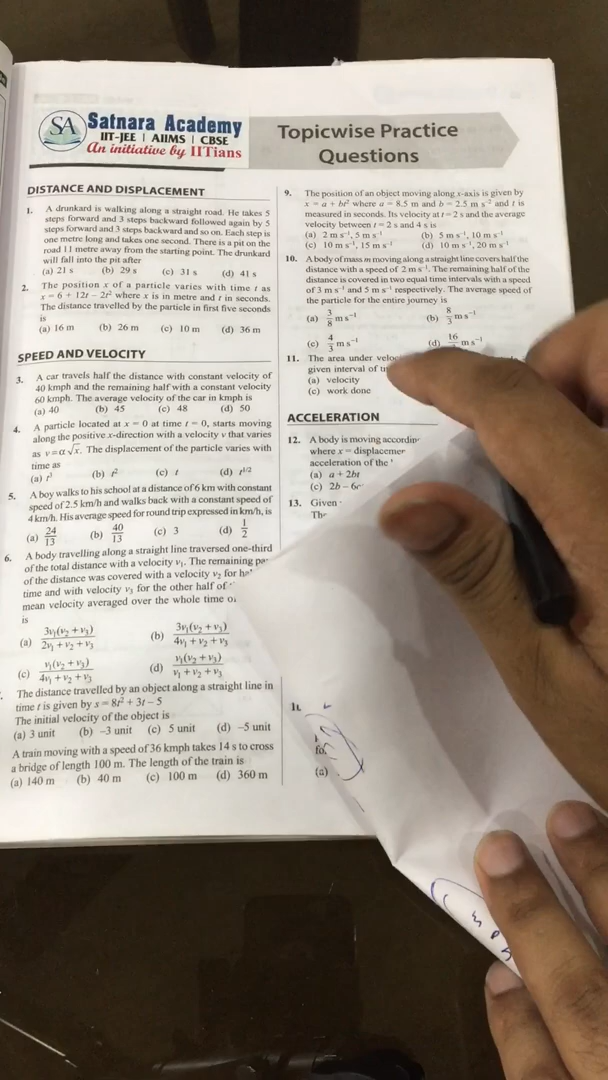 SA Satnara Academy
IIT-JEE | AIIMS | CBSE
An initiative by IITians
Topicwise Practice
Questions
DISTANCE AND DISPLACEMENT
1. A drunkard is walking along a straight road. He takes 5
steps forward and 3 steps backward followed again by 5
steps forward and 3 steps backward and so on. Each step is
one metre long and takes one second. There is a pit on the
road 11 metre away from the starting point. The drunkard
will fall into the pit after
(a) 21 s (b) 29 s (c) 31 s (d) 41 s
2. The position x of a particle varies with time t as
x = 6 + 12t – 2t² where x is in metre and t in seconds.
The distance travelled by the particle in first five seconds
is
(a) 16 m (b) 26 m (c) 10 m (d) 36 m
SPEED AND VELOCITY
3. A car travels half the distance with constant velocity of
40 kmph and the remaining half with a constant velocity
60 kmph. The average velocity of the car in kmph is
(a) 40 (b) 45 (c) 48 (d) 50
4. A particle located at x = 0 at time t = 0, starts moving
along the positive x-direction with a velocity v that varies
as v = α √x. The displacement of the particle varies with
time as
(a) t³ (b) t² (c) t (d) t^1/2
5. A boy walks to his school at a distance of 6 km with constant
speed of 2.5 km/h and walks back with a constant speed of
4 km/h. His average speed for round trip expressed in km/h, is
(a) 24/13 (b) 40/13 (c) 3 (d) 1/2
6. A body travelling along a straight line traversed one-third
of the total distance with a velocity v₁. The remaining
of the distance was covered with a velocity v₂ for
time and with velocity v₃ for the other half of
mean velocity averaged over the whole time
is
(a) 3v₁(v₂ + v₃)/2v₁ + v₂ + v₃ (b) 3v₁(v₂ + v₃)/4v₁ + v₂ + v₃
(c) v₁(v₂ + v₃)/4v₁ + v₂ + v₃ (d) v₁(v₂ + v₃)/v₁ + v₂ + v₃
The distance travelled by an object along a straight line in
time t is given by s = 8t² + 3t – 5
The initial velocity of the object is
(a) 3 unit (b) –3 unit (c) 5 unit (d) –5 unit
A train moving with a speed of 36 kmph takes 14 s to cross
a bridge of length 100 m. The length of the train is
(a) 140 m (b) 40 m (c) 100 m (d) 360 m
9. The position of an object moving along x-axis is given by
x = a + bt² where a = 8.5 m and b = 2.5 m s⁻² and t is
measured in seconds. Its velocity at t = 2 s and the average
velocity between t = 2 s and 4 s is
(a) 2 m s⁻¹, 5 m s⁻¹ (b) 5 m s⁻¹, 10 m s⁻¹
(c) 10 m s⁻¹, 15 m s⁻¹ (d) 10 m s⁻¹, 20 m s⁻¹
10. A body of mass m moving along a straight line covers half the
distance with a speed of 2 m s⁻¹. The remaining half of the
distance is covered in two equal time intervals with a speed
of 3 m s⁻¹ and 5 m s⁻¹ respectively. The average speed of
the particle for the entire journey is
(a) 3/8 m s⁻¹ (b) 8/3 m s⁻¹
(c) 4/3 m s⁻¹ (d) 16 m s⁻¹
11. The area under
given interval of
(a) velocity
(c) work done
ACCELERATION
12. A body is moving
where x =
acceleration of the
(a) a + 2bt
(c) 2b –
13. Given
(a)